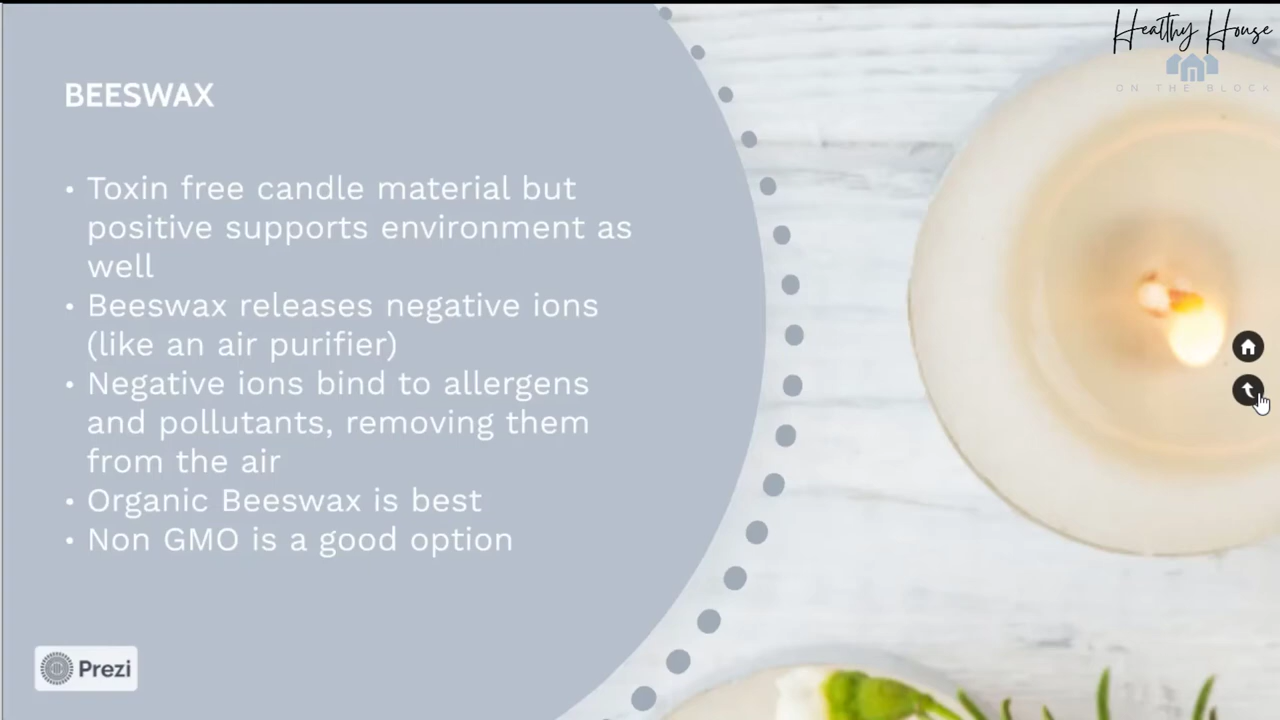 Healthy House
ON THE BLOCK
BEESWAX
• Toxin free candle material but
positive supports environment as
well
• Beeswax releases negative ions
(like an air purifier)
• Negative ions bind to allergens
and pollutants, removing them
from the air
• Organic Beeswax is best
• Non GMO is a good option
Prezi